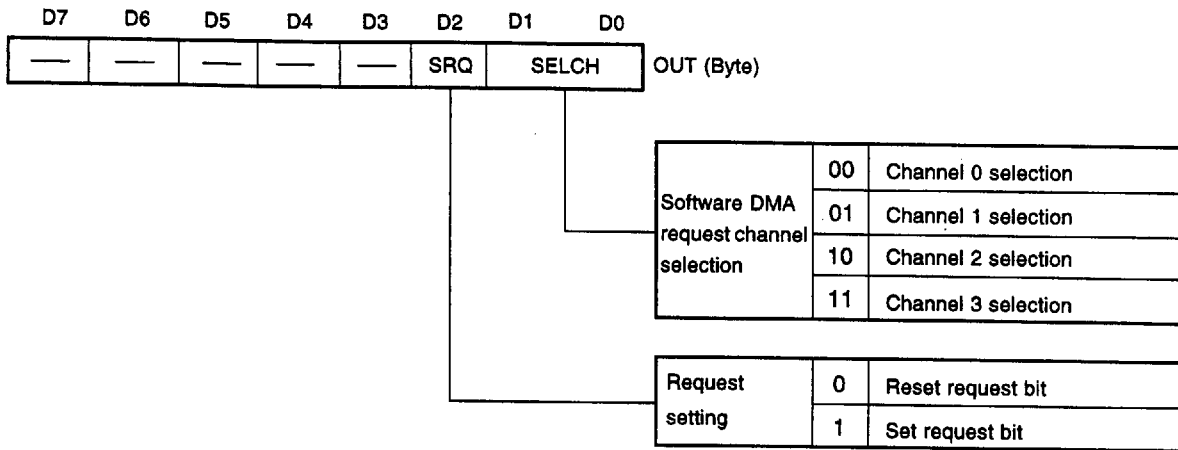 D7 D6 D5 D4 D3 D2 D1 D0
— — — — — SRQ SELCH OUT (Byte)
Software DMA
request channel
selection
00 Channel 0 selection
01 Channel 1 selection
10 Channel 2 selection
11 Channel 3 selection
Request
setting
0 Reset request bit
1 Set request bit